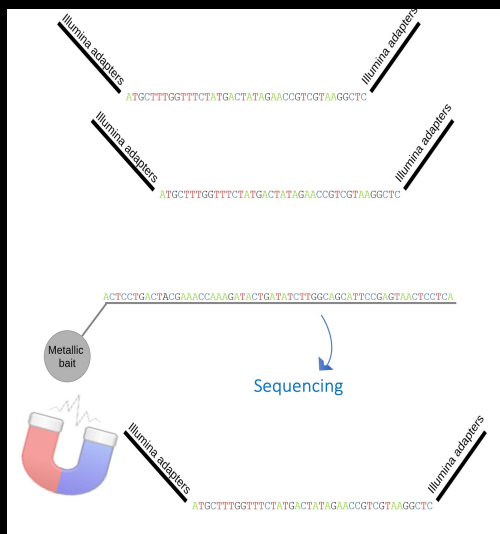 Illumina adapters
Illumina adapters
ATGCTTTGGTTTCTATGACTATAGAACCGTCGTAAGGCTC
Illumina adapters
Illumina adapters
ATGCTTTGGTTTCTATGACTATAGAACCGTCGTAAGGCTC
ACTCCTGACTACGAAACCAAAGATACTGATATCTTGGCAGCATTCCGAGTAACTCCTCA
Metallic
bait
Sequencing
Illumina adapters
Illumina adapters
ATGCTTTGGTTTCTATGACTATAGAACCGTCGTAAGGCTC